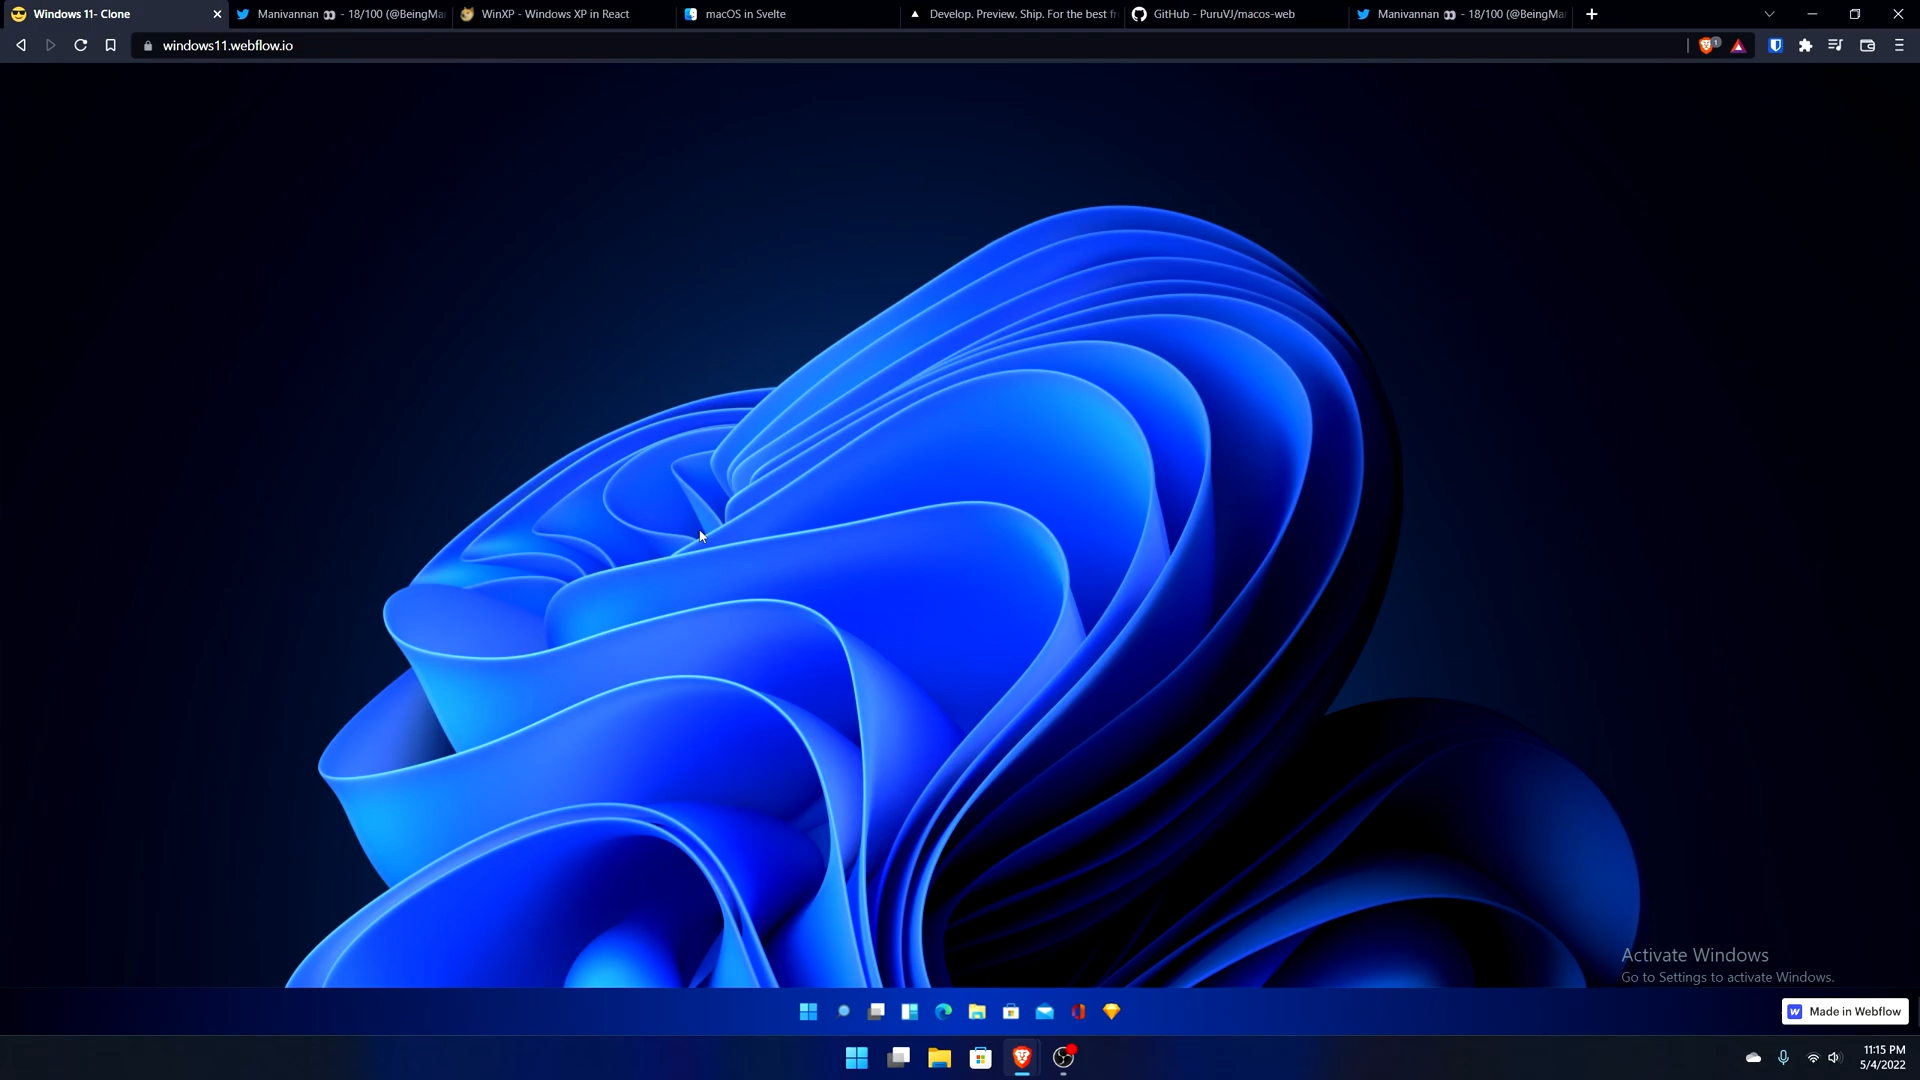 Windows 11- Clone
Manivannan 👀 - 18/100 (@BeingMa
WinXP - Windows XP in React
macOS in Svelte
Develop. Preview. Ship. For the best fr
GitHub - PuruVJ/macos-web
Manivannan 👀 - 18/100 (@BeingMa
windows11.webflow.io
1
Activate Windows
Go to Settings to activate Windows.
W Made in Webflow
11:15 PM
5/4/2022